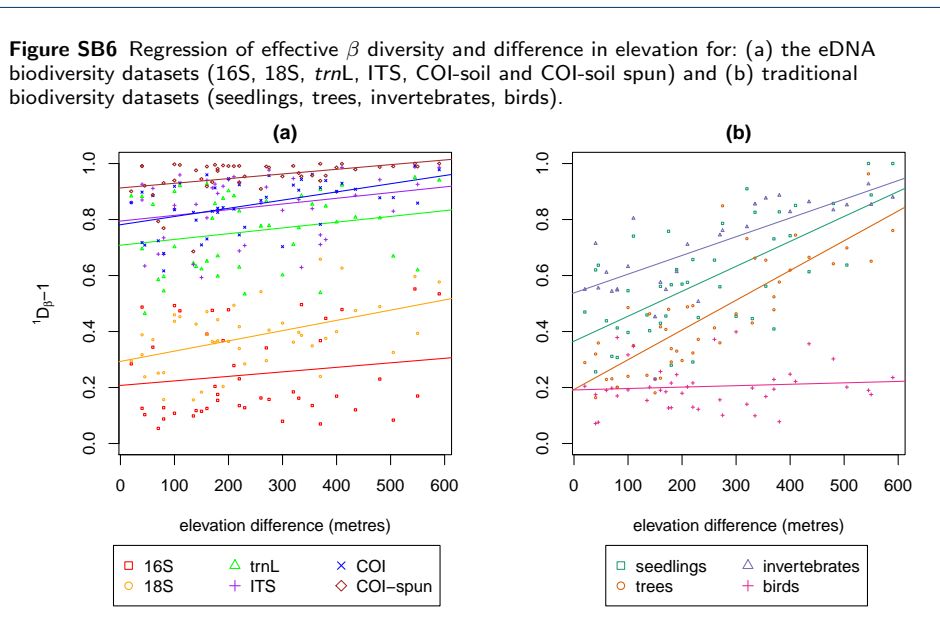 Figure SB6 Regression of effective β diversity and difference in elevation for: (a) the eDNA
biodiversity datasets (16S, 18S, trnL, ITS, COI-soil and COI-soil spun) and (b) traditional
biodiversity datasets (seedlings, trees, invertebrates, birds).
(a)
1.0
0.8
0.6
0.4
0.2
0.0
¹Dβ−1
0 100 200 300 400 500 600
elevation difference (metres)
16S trnL COI
18S ITS COI−spun
(b)
1.0
0.8
0.6
0.4
0.2
0.0
0 100 200 300 400 500 600
elevation difference (metres)
seedlings invertebrates
trees birds